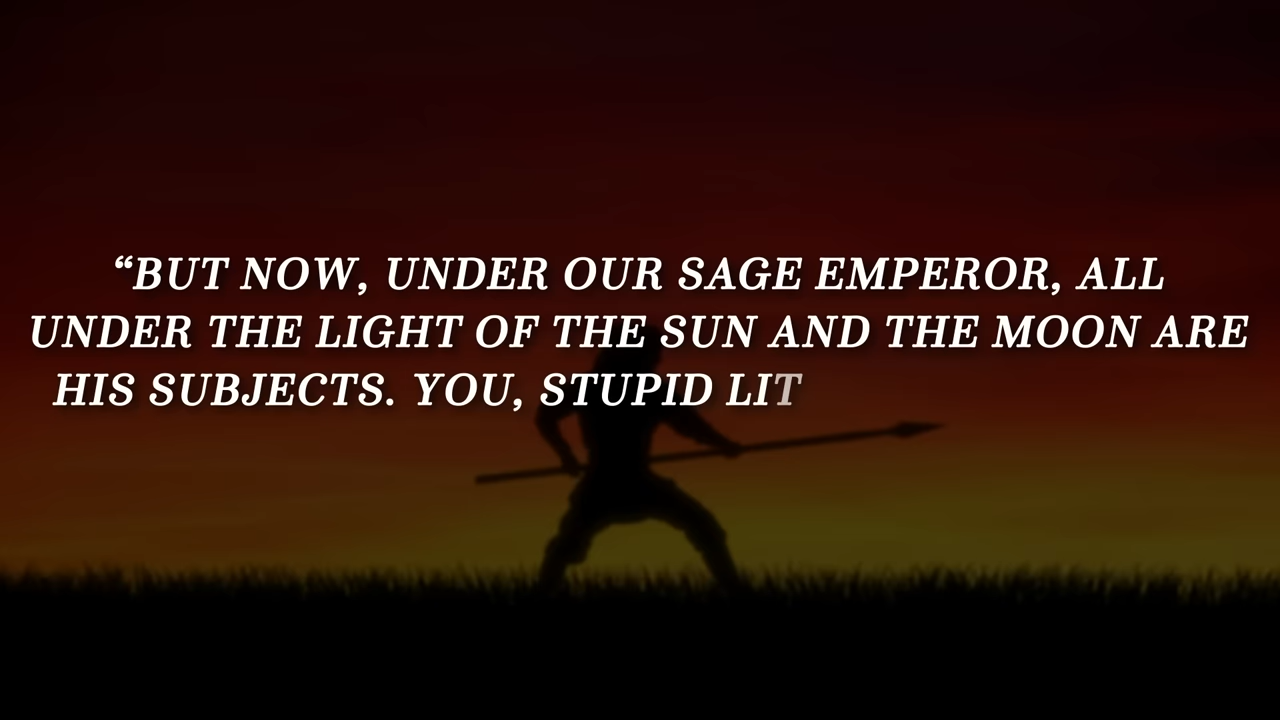 “BUT NOW, UNDER OUR SAGE EMPEROR, ALL
UNDER THE LIGHT OF THE SUN AND THE MOON ARE
HIS SUBJECTS. YOU, STUPID LIT